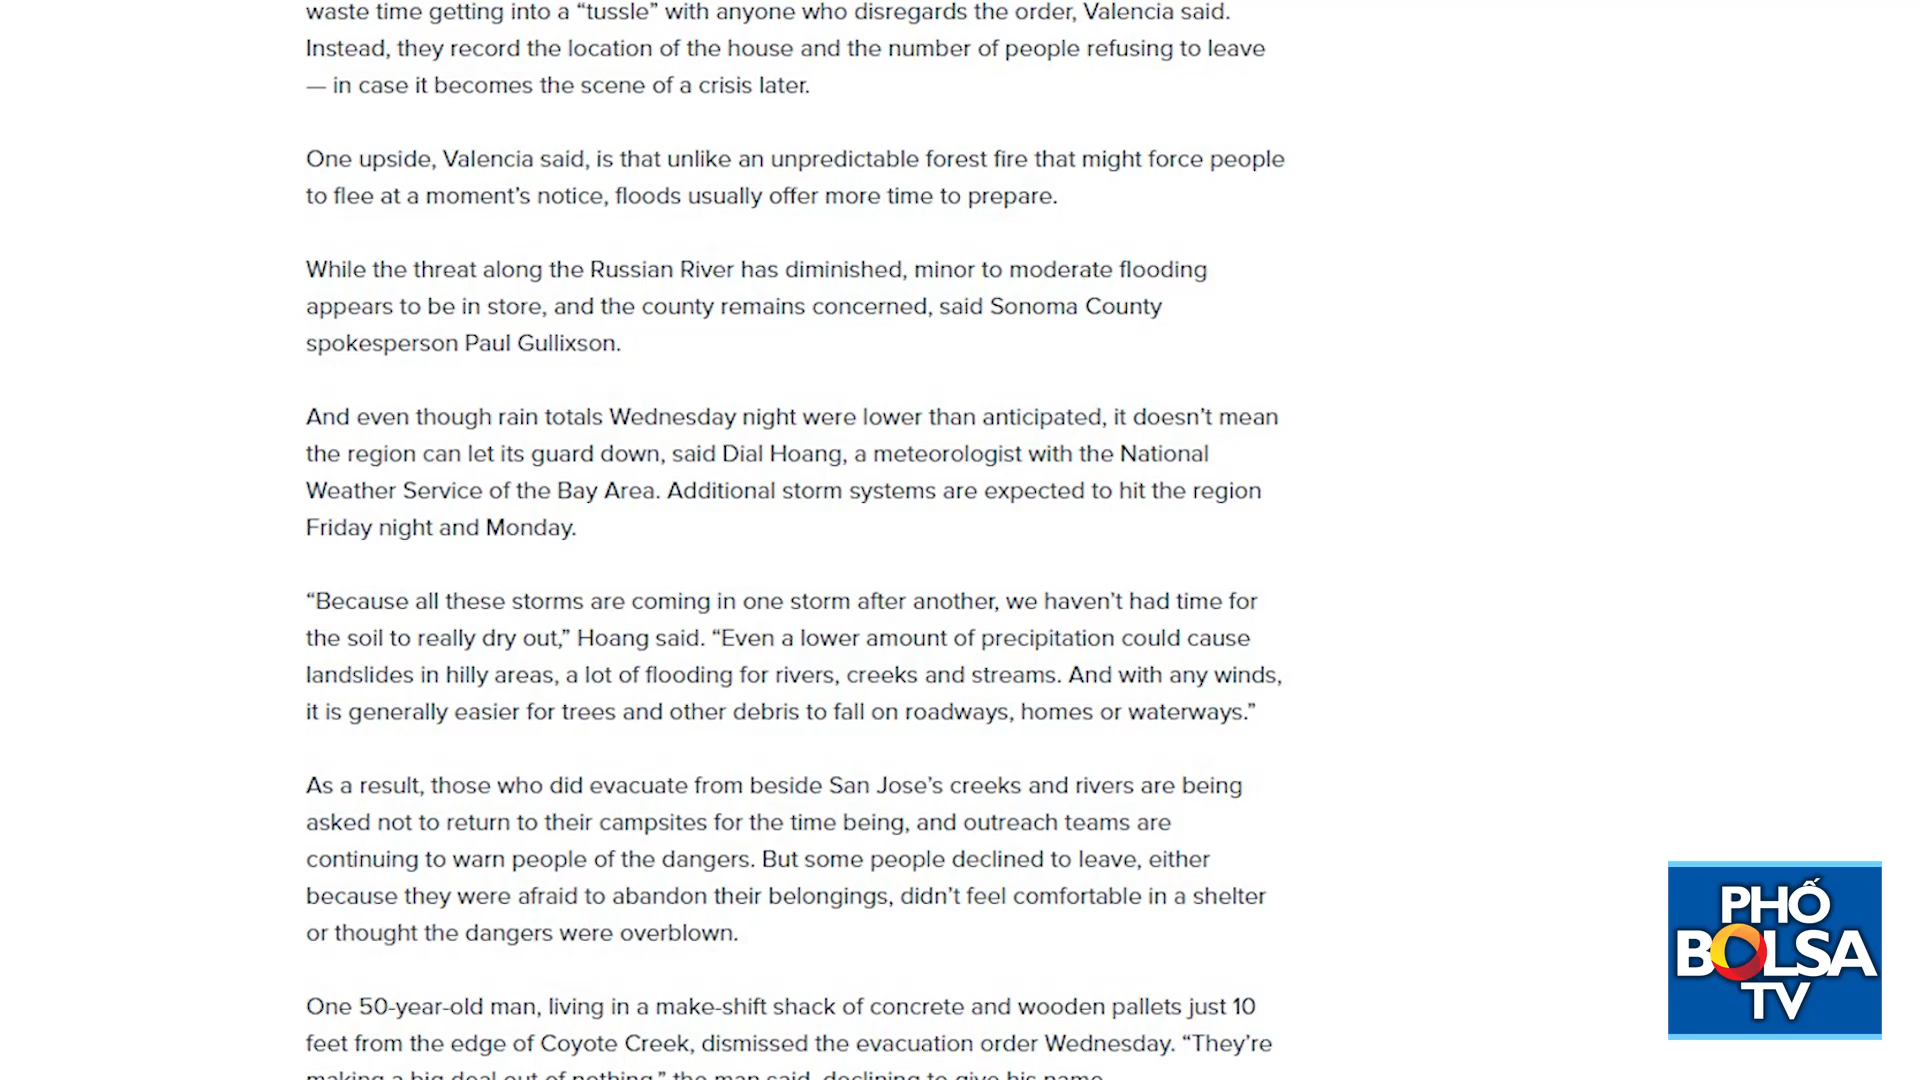 waste time getting into a “tussle” with anyone who disregards the order, Valencia said.
Instead, they record the location of the house and the number of people refusing to leave
— in case it becomes the scene of a crisis later.
One upside, Valencia said, is that unlike an unpredictable forest fire that might force people
to flee at a moment’s notice, floods usually offer more time to prepare.
While the threat along the Russian River has diminished, minor to moderate flooding
appears to be in store, and the county remains concerned, said Sonoma County
spokesperson Paul Gullixson.
And even though rain totals Wednesday night were lower than anticipated, it doesn’t mean
the region can let its guard down, said Dial Hoang, a meteorologist with the National
Weather Service of the Bay Area. Additional storm systems are expected to hit the region
Friday night and Monday.
“Because all these storms are coming in one storm after another, we haven’t had time for
the soil to really dry out,” Hoang said. “Even a lower amount of precipitation could cause
landslides in hilly areas, a lot of flooding for rivers, creeks and streams. And with any winds,
it is generally easier for trees and other debris to fall on roadways, homes or waterways.”
As a result, those who did evacuate from beside San Jose’s creeks and rivers are being
asked not to return to their campsites for the time being, and outreach teams are
continuing to warn people of the dangers. But some people declined to leave, either
because they were afraid to abandon their belongings, didn’t feel comfortable in a shelter
or thought the dangers were overblown.
One 50-year-old man, living in a make-shift shack of concrete and wooden pallets just 10
feet from the edge of Coyote Creek, dismissed the evacuation order Wednesday. “They’re
making a big deal out of nothing,” the man said, declining to give his name.
PHỐ
BOLSA
TV